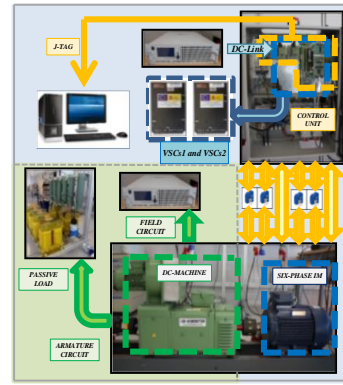 J-TAG
DC-Link
CONTROL
UNIT
VSCs1 and VSCs2
FIELD
CIRCUIT
PASSIVE
LOAD
DC-MACHINE
SIX-PHASE IM
ARMATURE
CIRCUIT